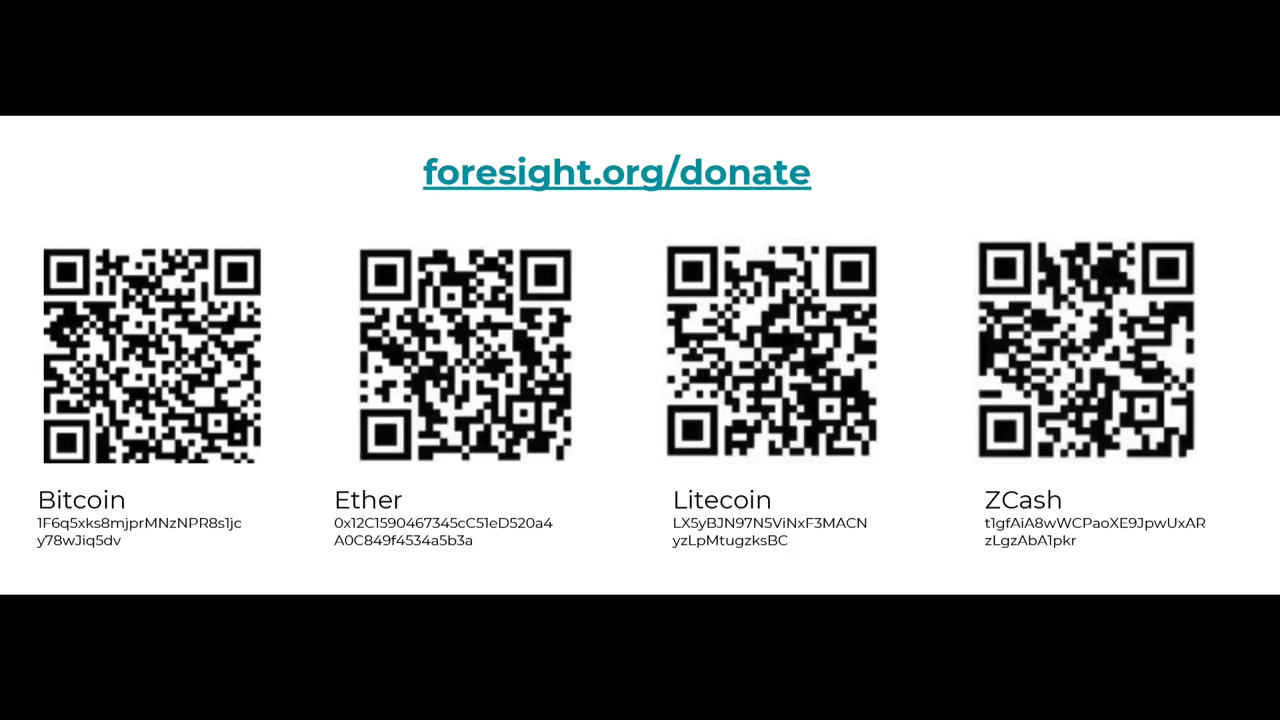 foresight.org/donate
Bitcoin
1F6q5xks8mjprMNzNPR8s1jc
y78wJiq5dv
Ether
0x12C1590467345cC51eD520a4
A0C849f4534a5b3a
Litecoin
LX5yBJN97N5ViNxF3MACN
yzLpMtugzksBC
ZCash
t1gfAiA8wWCPaoXE9JpwUxAR
zLgzAbA1pkr